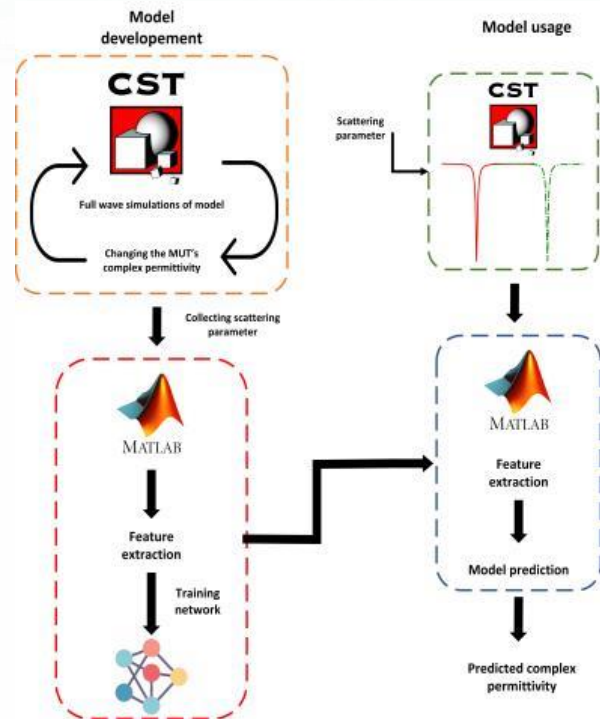 Model
developement
CST
Full wave simulations of model
Changing the MUT's
complex permittivity
Collecting scattering
parameter
MATLAB
Feature
extraction
Training
network
Model usage
Scattering
parameter
CST
MATLAB
Feature
extraction
Model prediction
Predicted complex
permittivity